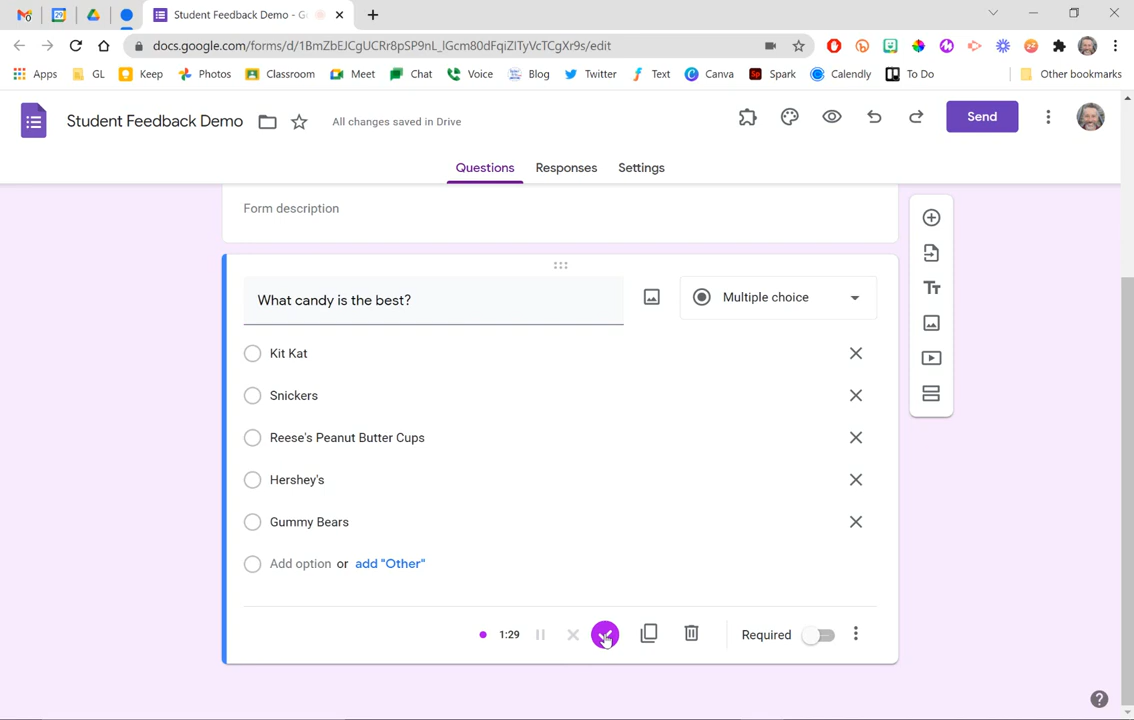 Student Feedback Demo - G
docs.google.com/forms/d/1BmZbEJCgUCRr8pSP9nL_lGcm80dFqiZITyVcTCgXr9s/edit
Apps GL Keep Photos Classroom Meet Chat Voice Blog Twitter Text Canva Spark Calendly To Do Other bookmarks
Student Feedback Demo All changes saved in Drive Send
Questions Responses Settings
Form description
What candy is the best? Multiple choice
Kit Kat
Snickers
Reese's Peanut Butter Cups
Hershey's
Gummy Bears
Add option or add "Other"
1:29 Required